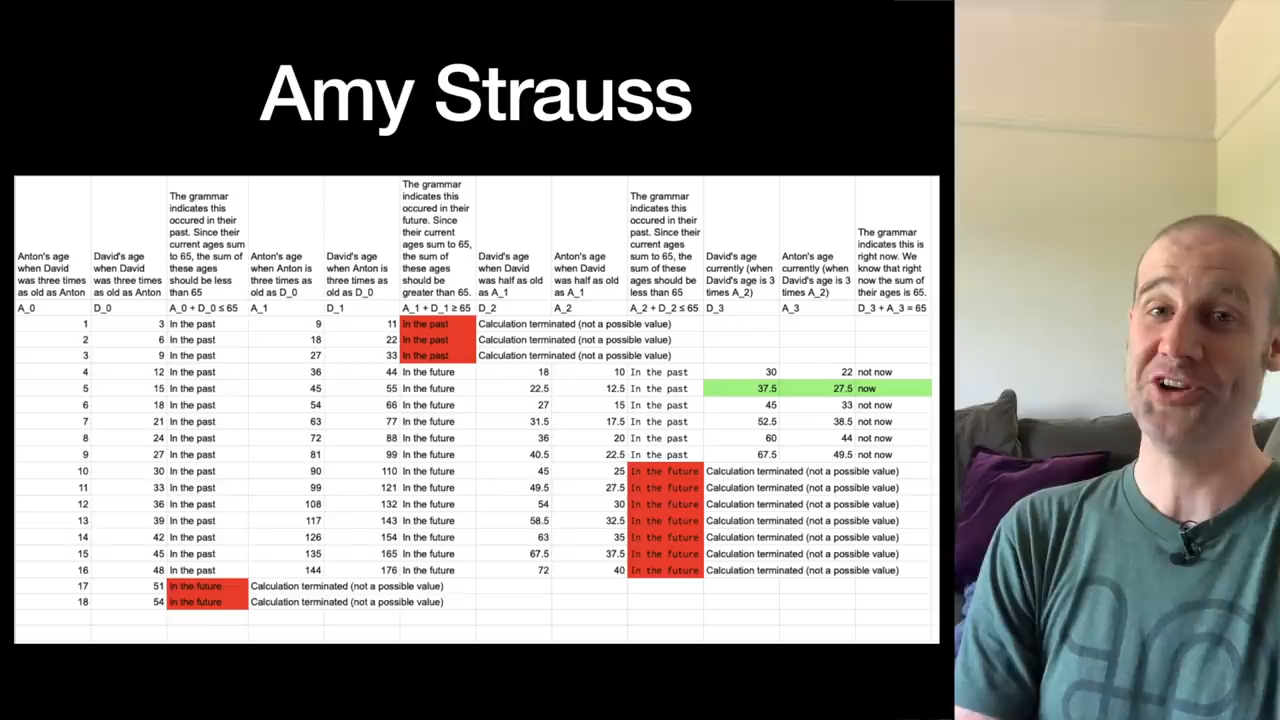 Amy Strauss
Anton's age
when David
was three times
as old as Anton
David's age
when David
was three times
as old as Anton
The grammar
indicates this
occured in their
past. Since their
current ages sum
to 65, the sum of
these ages
should be less
than 65
Anton's age
when Anton is
three times as
old as D_0
David's age
when Anton is
three times as
old as D_0
The grammar
indicates this
occured in their
future. Since
their current
ages sum to 65,
the sum of
these ages
should be
greater than 65.
David's age
when David
was half as old
as A_1
Anton's age
when David
was half as old
as A_1
The grammar
indicates this
occured in their
past. Since their
current ages
sum to 65, the
sum of these
ages should be
less than 65
David's age
currently (when
David's age is 3
times A_2)
Anton's age
currently (when
David's age is 3
times A_2)
The grammar
indicates this is
right now. We
know that right
now the sum of
their ages is 65.
A_0 D_0 A_0 + D_0 ≤ 65 A_1 D_1 A_1 + D_1 ≥ 65 D_2 A_2 A_2 + D_2 ≤ 65 D_3 A_3 D_3 + A_3 = 65
1 3 In the past 9 11 In the past Calculation terminated (not a possible value)
2 6 In the past 18 22 In the past Calculation terminated (not a possible value)
3 9 In the past 27 33 In the past Calculation terminated (not a possible value)
4 12 In the past 36 44 In the future 18 10 In the past 30 22 not now
5 15 In the past 45 55 In the future 22.5 12.5 In the past 37.5 27.5 now
6 18 In the past 54 66 In the future 27 15 In the past 45 33 not now
7 21 In the past 63 77 In the future 31.5 17.5 In the past 52.5 38.5 not now
8 24 In the past 72 88 In the future 36 20 In the past 60 44 not now
9 27 In the past 81 99 In the future 40.5 22.5 In the past 67.5 49.5 not now
10 30 In the past 90 110 In the future 45 25 In the future Calculation terminated (not a possible value)
11 33 In the past 99 121 In the future 49.5 27.5 In the future Calculation terminated (not a possible value)
12 36 In the past 108 132 In the future 54 30 In the future Calculation terminated (not a possible value)
13 39 In the past 117 143 In the future 58.5 32.5 In the future Calculation terminated (not a possible value)
14 42 In the past 126 154 In the future 63 35 In the future Calculation terminated (not a possible value)
15 45 In the past 135 165 In the future 67.5 37.5 In the future Calculation terminated (not a possible value)
16 48 In the past 144 176 In the future 72 40 In the future Calculation terminated (not a possible value)
17 51 In the future Calculation terminated (not a possible value)
18 54 In the future Calculation terminated (not a possible value)